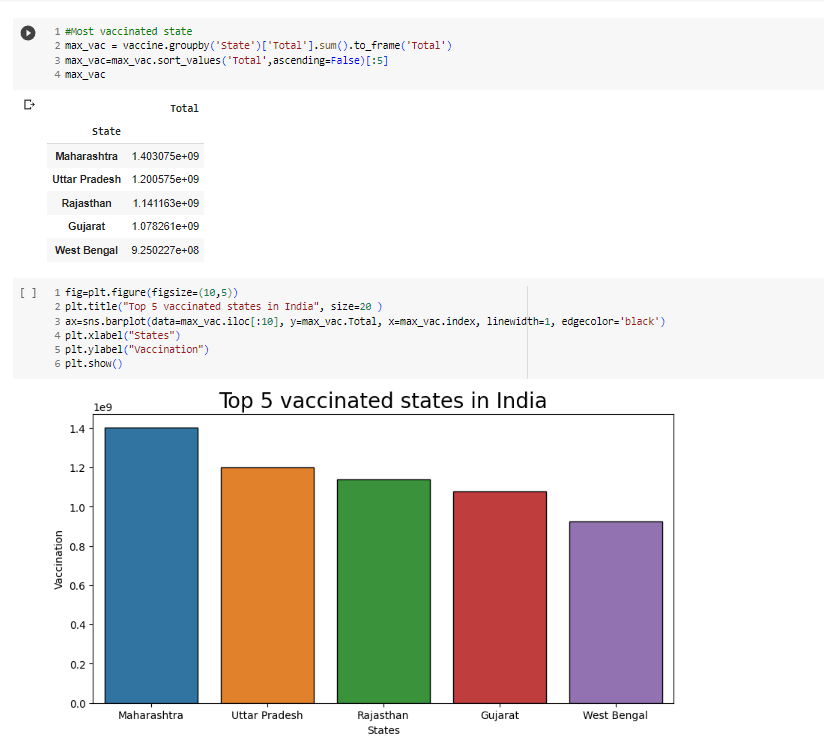 1 #Most vaccinated state
2 max_vac = vaccine.groupby('State')['Total'].sum().to_frame('Total')
3 max_vac=max_vac.sort_values('Total',ascending=False)[:5]
4 max_vac
Total
State
Maharashtra 1.403075e+09
Uttar Pradesh 1.200575e+09
Rajasthan 1.141163e+09
Gujarat 1.078261e+09
West Bengal 9.250227e+08
[ ] 1 fig=plt.figure(figsize=(10,5))
2 plt.title("Top 5 vaccinated states in India", size=20 )
3 ax=sns.barplot(data=max_vac.iloc[:10], y=max_vac.Total, x=max_vac.index, linewidth=1, edgecolor='black')
4 plt.xlabel("States")
5 plt.ylabel("Vaccination")
6 plt.show()
Top 5 vaccinated states in India
1e9
1.4
1.2
1.0
0.8
0.6
0.4
0.2
0.0
Vaccination
Maharashtra Uttar Pradesh Rajasthan Gujarat West Bengal
States